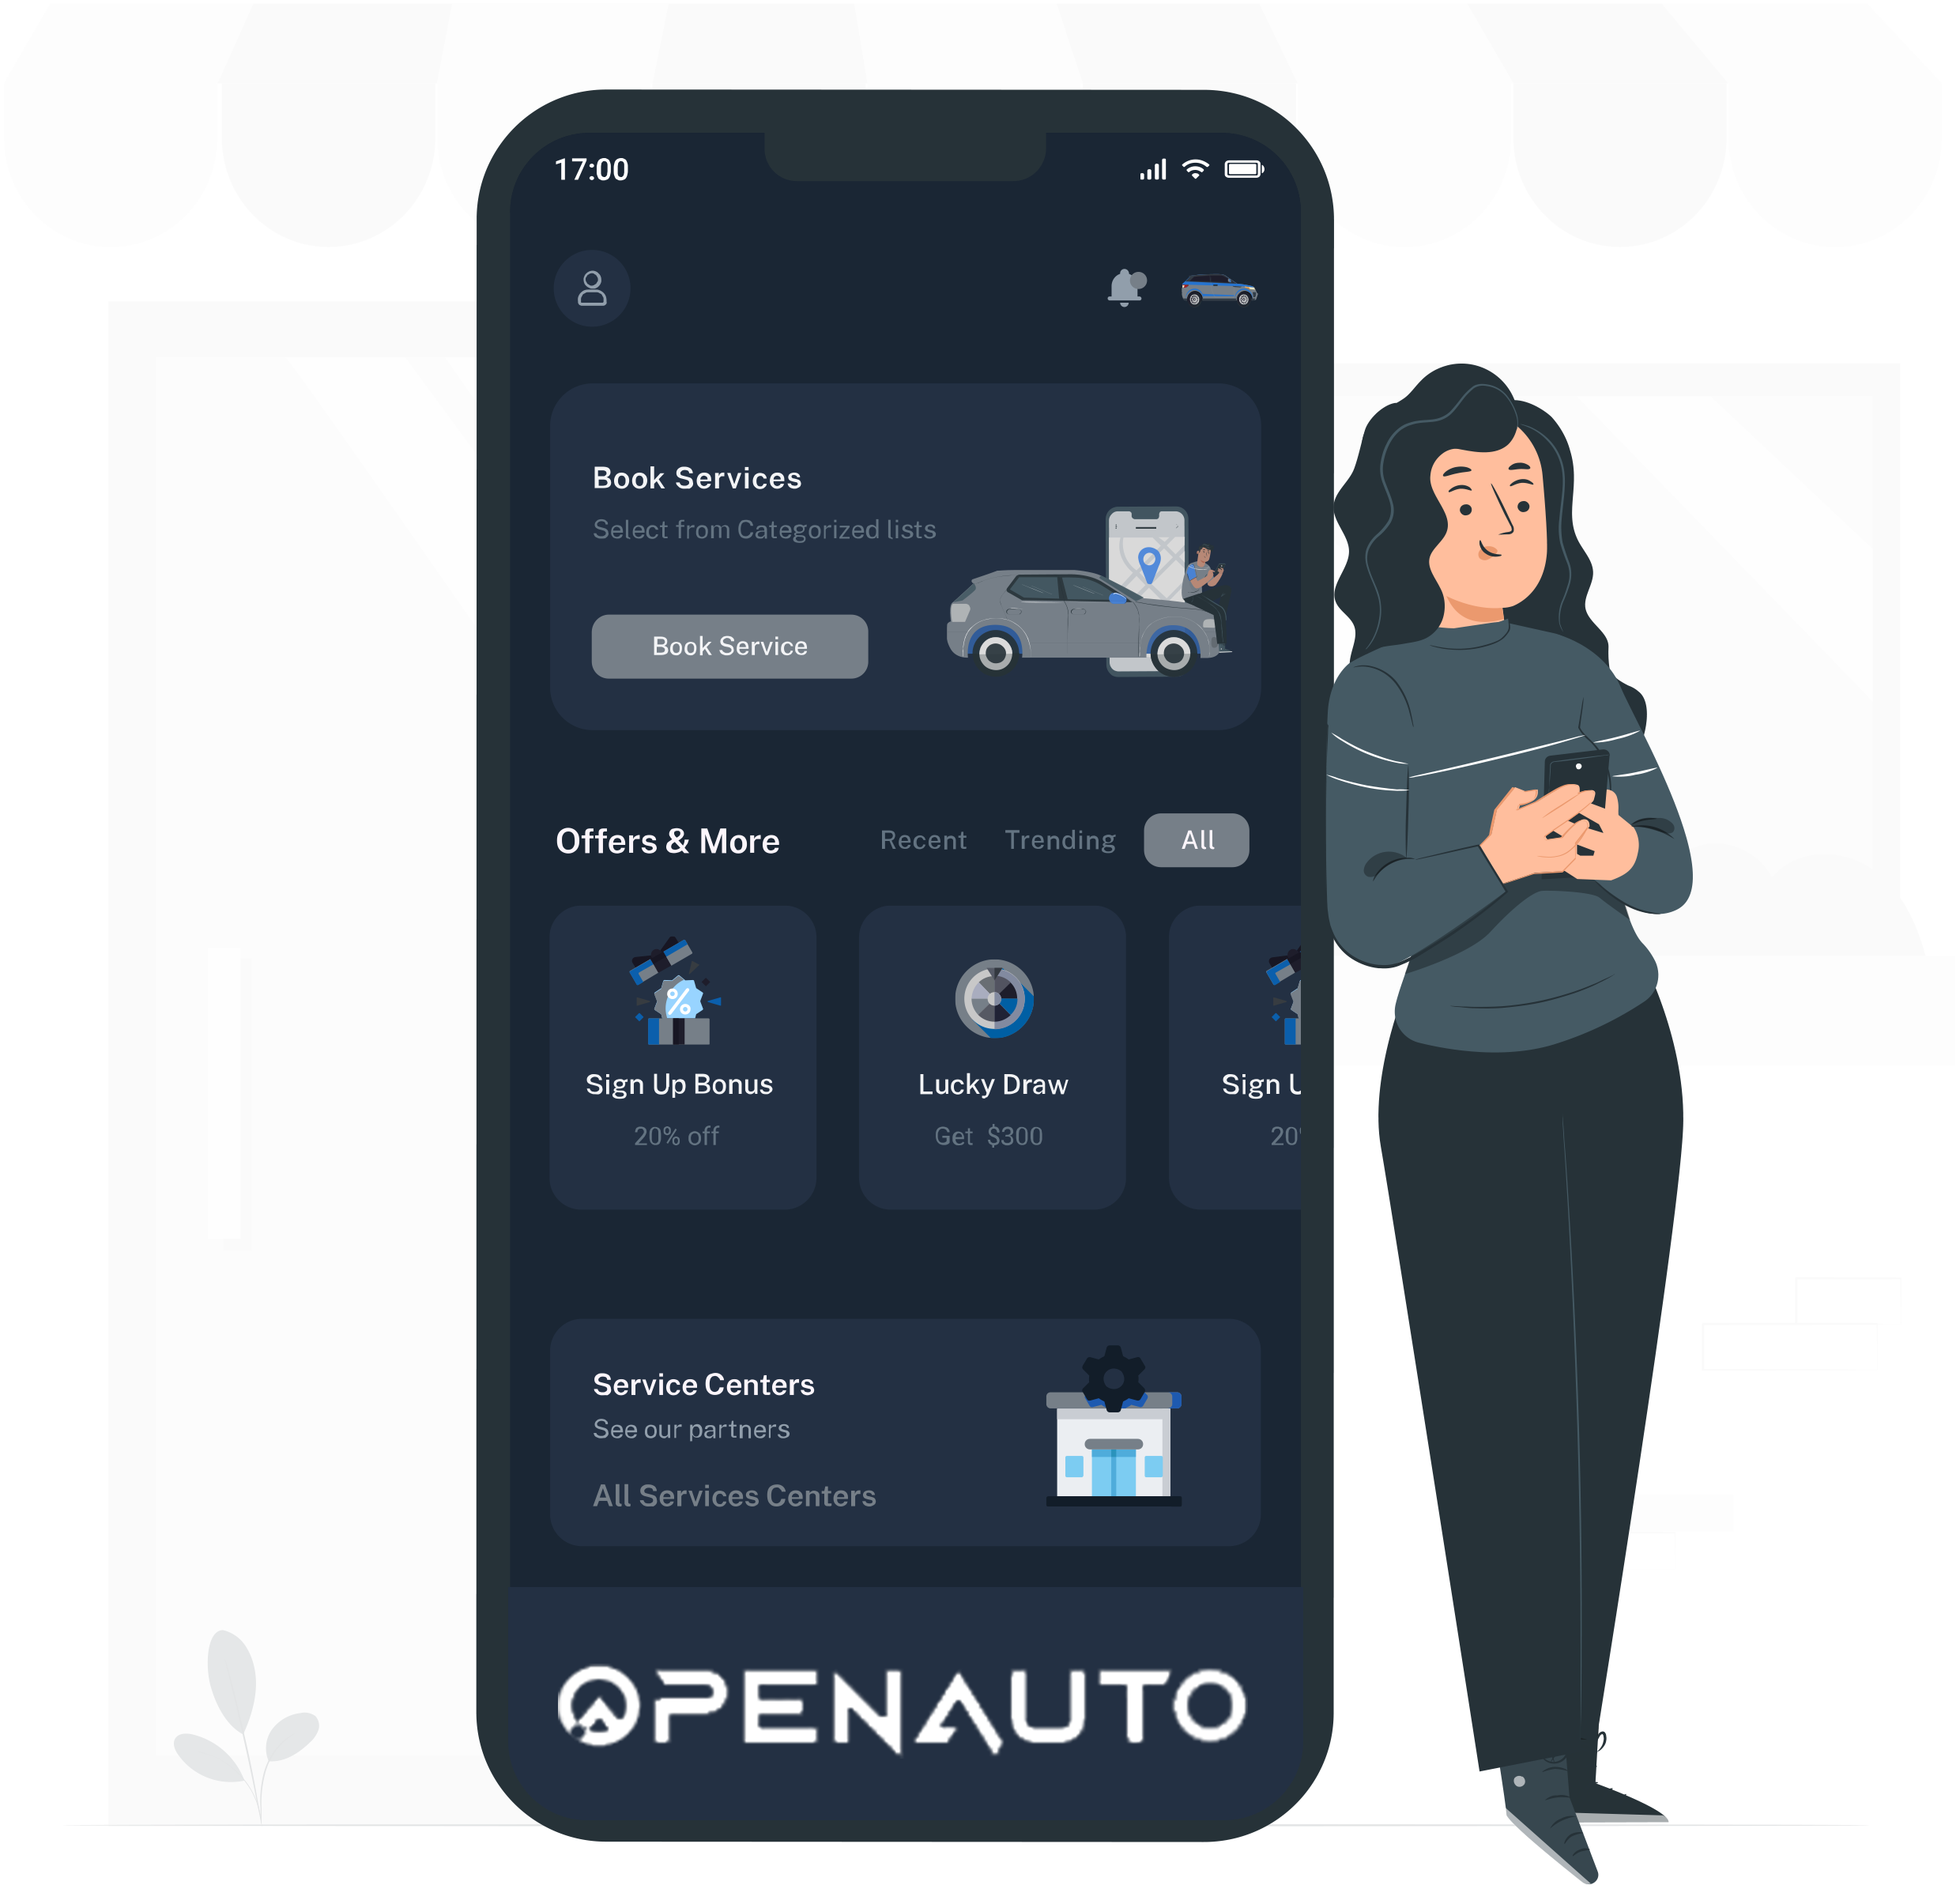 17:00
Book Services
Select from Categorized lists
Book Service
Offers & More
Recent Trending All
Sign Up Bonus
20% off
Lucky Draw
Get $300
Sign U
20
Service Centers
See our partners
All Services Centers
OPENAUTO